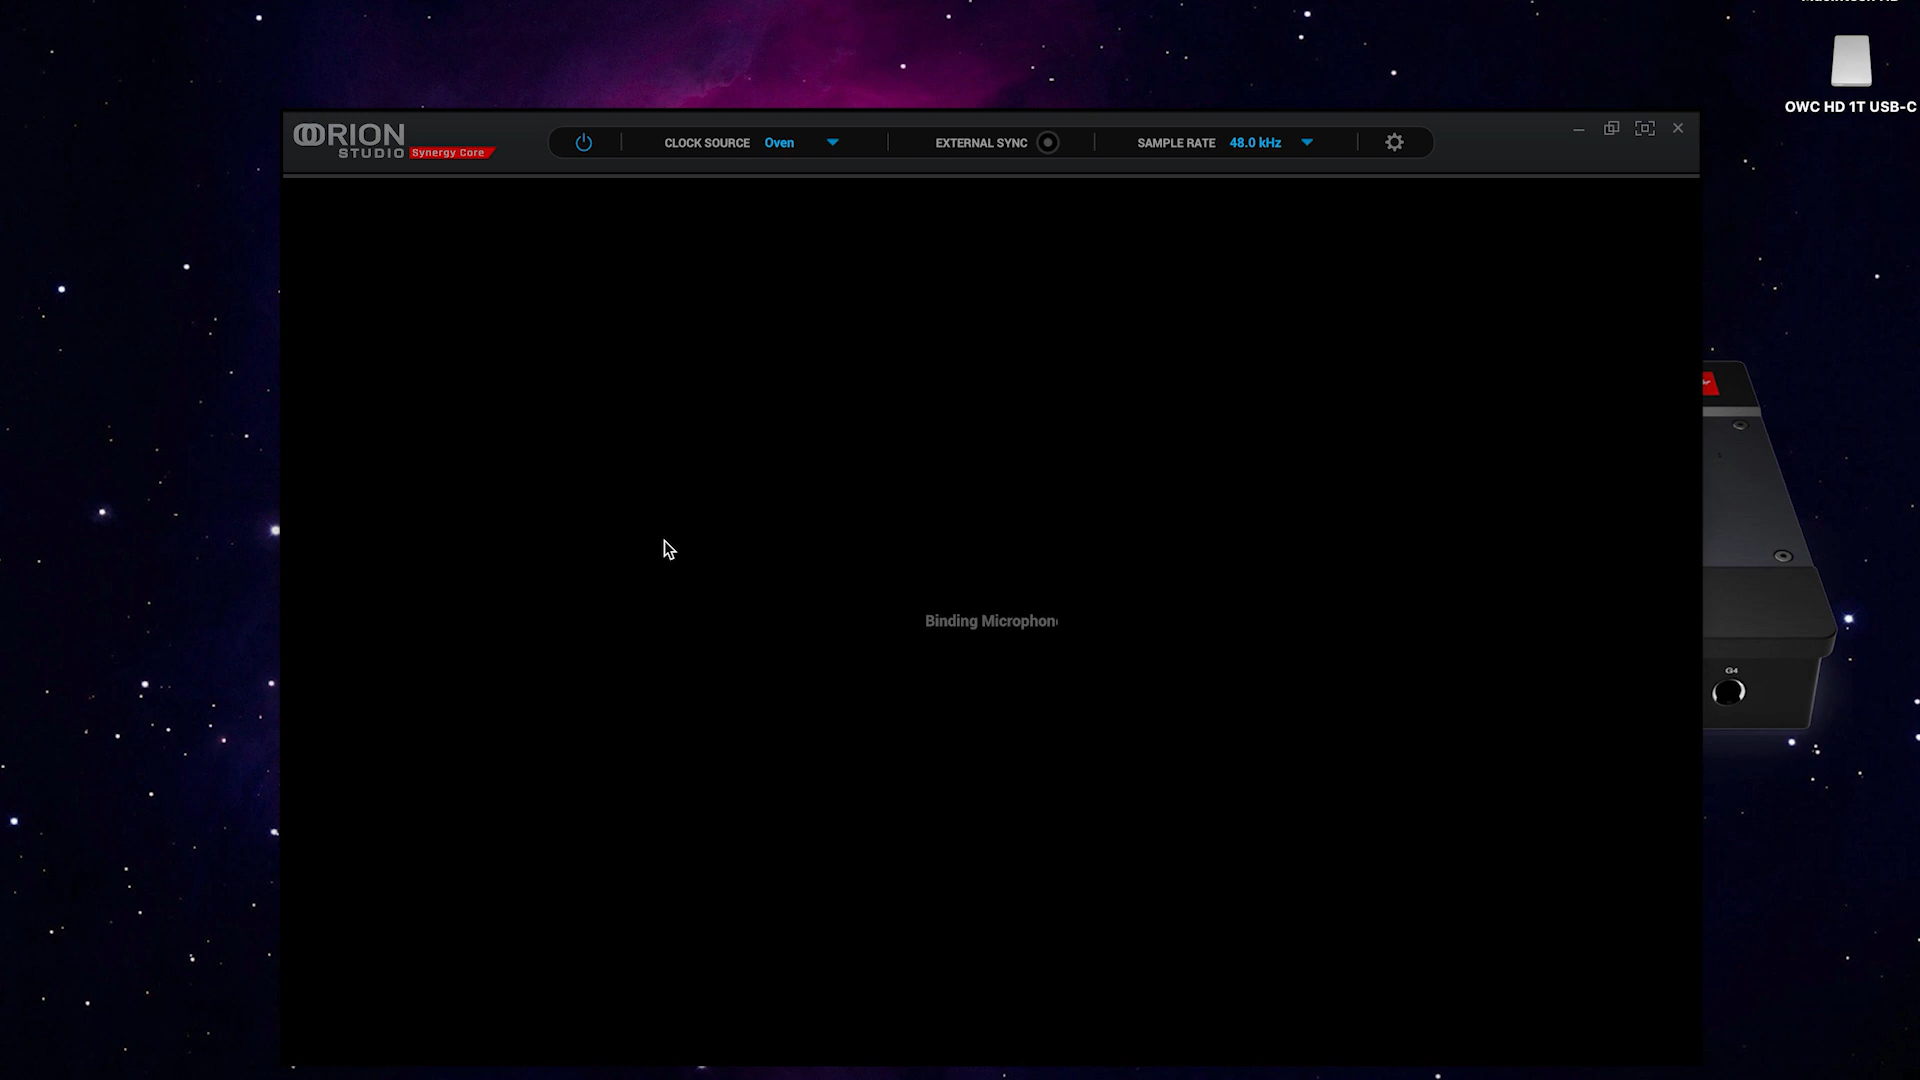 OWC HD 1T USB-C
ORION
STUDIO Synergy Core
CLOCK SOURCE Oven
EXTERNAL SYNC
SAMPLE RATE 48.0 kHz
Binding Microphon
G4